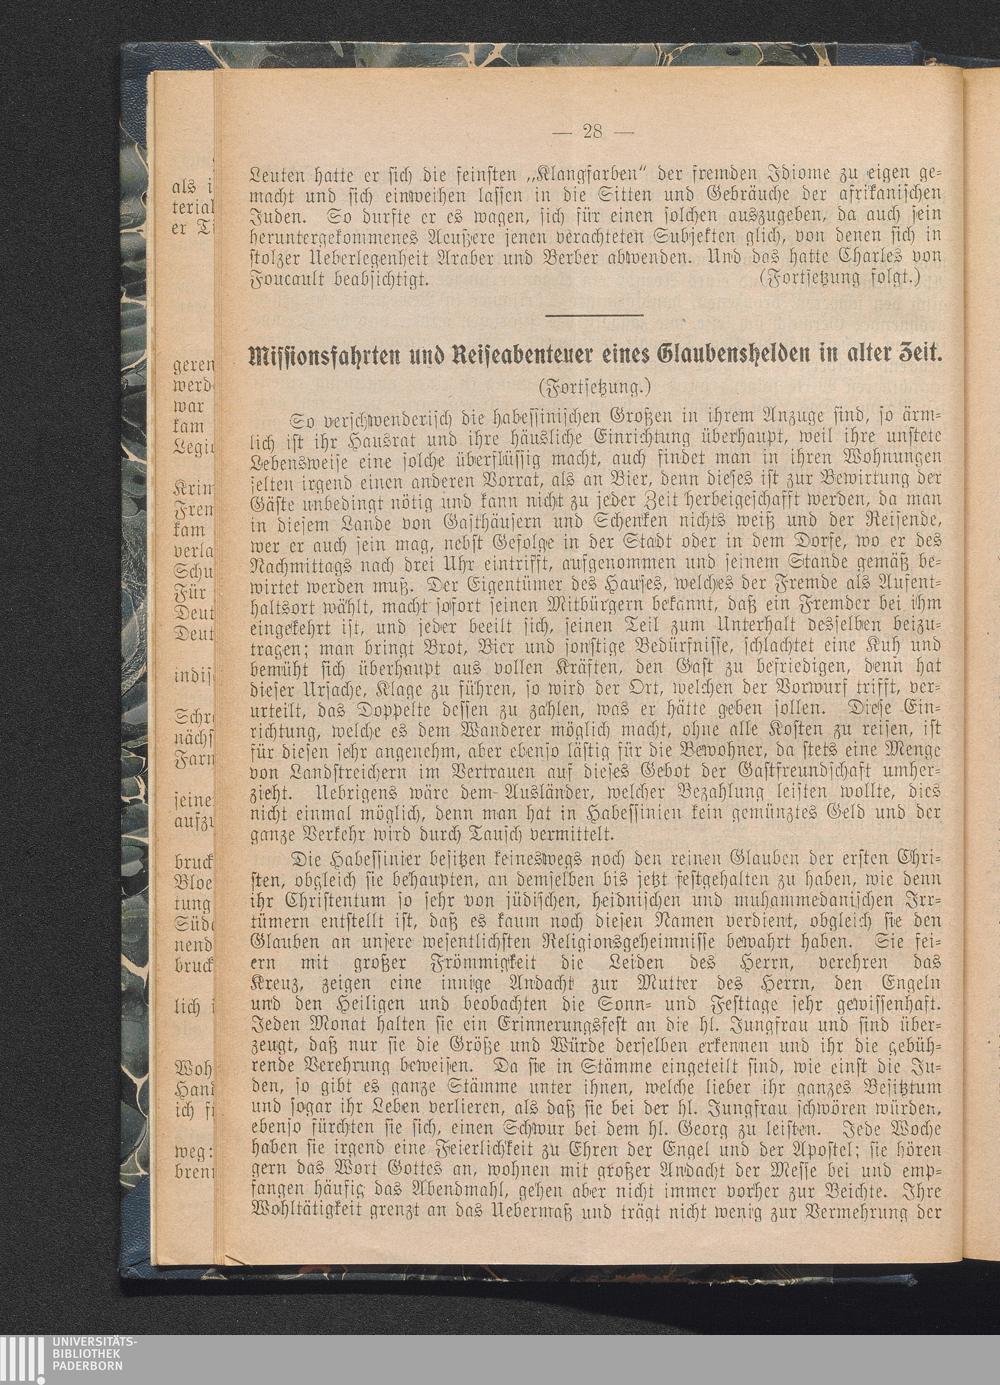 — 28 —
Leuten hatte er sich die feinsten „Klangfarben" der fremden Idiome zu eigen ge-
macht und sich einweihen lassen in die Sitten und Gebräuche der afrikanischen
Juden. So durfte er es wagen, sich für einen solchen auszugeben, da auch sein
heruntergekommenes Aeußere jenen verachteten Subjekten glich, von denen sich in
stolzer Ueberlegenheit Araber und Berber abwenden. Und das hatte Charles von
Foucault beabsichtigt. (Fortsetzung folgt.)
Missionsfahrten und Reiseabenteuer eines Glaubenshelden in alter Zeit.
(Fortsetzung.)
So verschwenderisch die habessinischen Großen in ihrem Anzuge sind, so ärm-
lich ist ihr Hausrat und ihre häusliche Einrichtung überhaupt, weil ihre unstete
Lebensweise eine solche überflüssig macht, auch findet man in ihren Wohnungen
selten irgend einen anderen Vorrat, als an Bier, denn dieses ist zur Bewirtung der
Gäste unbedingt nötig und kann nicht zu jeder Zeit herbeigeschafft werden, da man
in diesem Lande von Gasthäusern und Schenken nichts weiß und der Reisende,
wer er auch sein mag, nebst Gefolge in der Stadt oder in dem Dorfe, wo er des
Nachmittags nach drei Uhr eintrifft, aufgenommen und seinem Stande gemäß be-
wirtet werden muß. Der Eigentümer des Hauses, welches der Fremde als Aufent-
haltsort wählt, macht sofort seinen Mitbürgern bekannt, daß ein Fremder bei ihm
eingekehrt ist, und jeder beeilt sich, seinen Teil zum Unterhalt desselben beizu-
tragen; man bringt Brot, Bier und sonstige Bedürfnisse, schlachtet eine Kuh und
bemüht sich überhaupt aus vollen Kräften, den Gast zu befriedigen, denn hat
dieser Ursache, Klage zu führen, so wird der Ort, welchen der Vorwurf trifft, ver-
urteilt, das Doppelte dessen zu zahlen, was er hätte geben sollen. Diese Ein-
richtung, welche es dem Wanderer möglich macht, ohne alle Kosten zu reisen, ist
für diesen sehr angenehm, aber ebenso lästig für die Bewohner, da stets eine Menge
von Landstreichern im Vertrauen auf dieses Gebot der Gastfreundschaft umher-
zieht. Uebrigens wäre dem Ausländer, welcher Bezahlung leisten wollte, dies
nicht einmal möglich, denn man hat in Habessinien kein gemünztes Geld und der
ganze Verkehr wird durch Tausch vermittelt.
Die Habessinier besitzen keineswegs noch den reinen Glauben der ersten Chri-
sten, obgleich sie behaupten, an demselben bis jetzt festgehalten zu haben, wie denn
ihr Christentum so sehr von jüdischen, heidnischen und muhammedanischen Irr-
tümern entstellt ist, daß es kaum noch diesen Namen verdient, obgleich sie den
Glauben an unsere wesentlichsten Religionsgeheimnisse bewahrt haben. Sie fei-
ern mit großer Frömmigkeit die Leiden des Herrn, verehren das
Kreuz, zeigen eine innige Andacht zur Mutter des Herrn, den Engeln
und den Heiligen und beobachten die Sonn- und Festtage sehr gewissenhaft.
Jeden Monat halten sie ein Erinnerungsfest an die hl. Jungfrau und sind über-
zeugt, daß nur sie die Größe und Würde derselben erkennen und ihr die gebüh-
rende Verehrung beweisen. Da sie in Stämme eingeteilt sind, wie einst die Ju-
den, so gibt es ganze Stämme unter ihnen, welche lieber ihr ganzes Besitztum
und sogar ihr Leben verlieren, als daß sie bei der hl. Jungfrau schwören würden,
ebenso fürchten sie sich, einen Schwur bei dem hl. Georg zu leisten. Jede Woche
haben sie irgend eine Feierlichkeit zu Ehren der Engel und der Apostel; sie hören
gern das Wort Gottes an, wohnen mit großer Andacht der Messe bei und emp-
fangen häufig das Abendmahl, gehen aber nicht immer vorher zur Beichte. Ihre
Wohltätigkeit grenzt an das Uebermaß und trägt nicht wenig zur Vermehrung der
UNIVERSITÄTS-
BIBLIOTHEK
PADERBORN